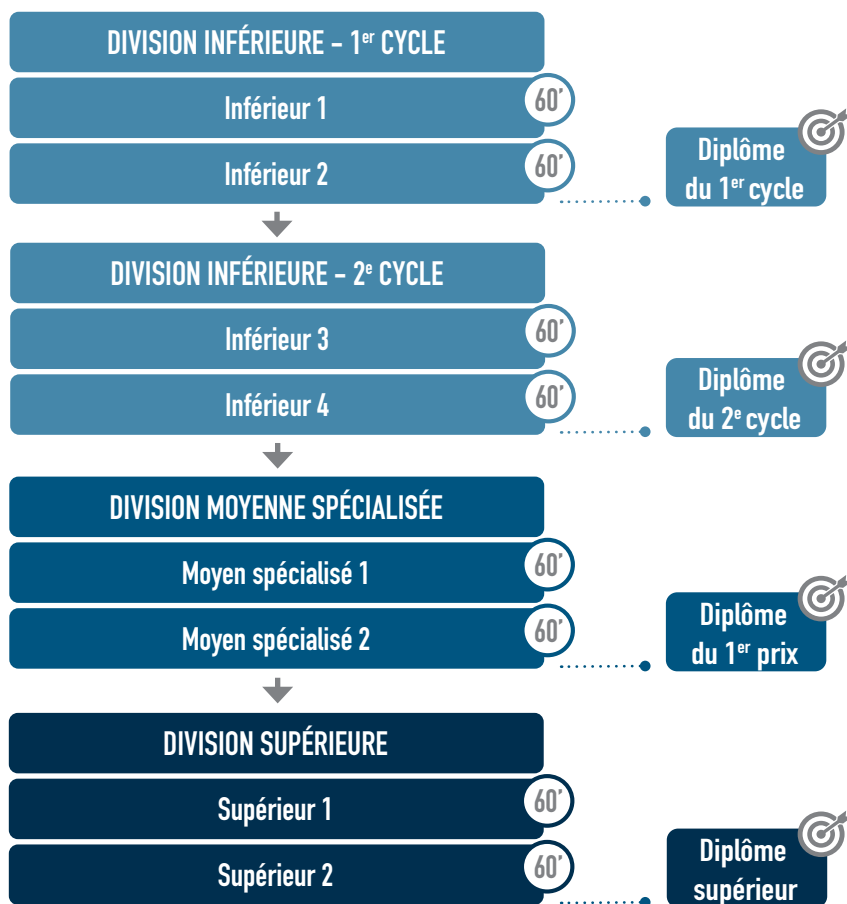 DIVISION INFÉRIEURE – 1er CYCLE
Inférieur 1
60'
Inférieur 2
60'
Diplôme
du 1er cycle
DIVISION INFÉRIEURE – 2e CYCLE
Inférieur 3
60'
Inférieur 4
60'
Diplôme
du 2e cycle
DIVISION MOYENNE SPÉCIALISÉE
Moyen spécialisé 1
60'
Moyen spécialisé 2
60'
Diplôme
du 1er prix
DIVISION SUPÉRIEURE
Supérieur 1
60'
Supérieur 2
60'
Diplôme
supérieur